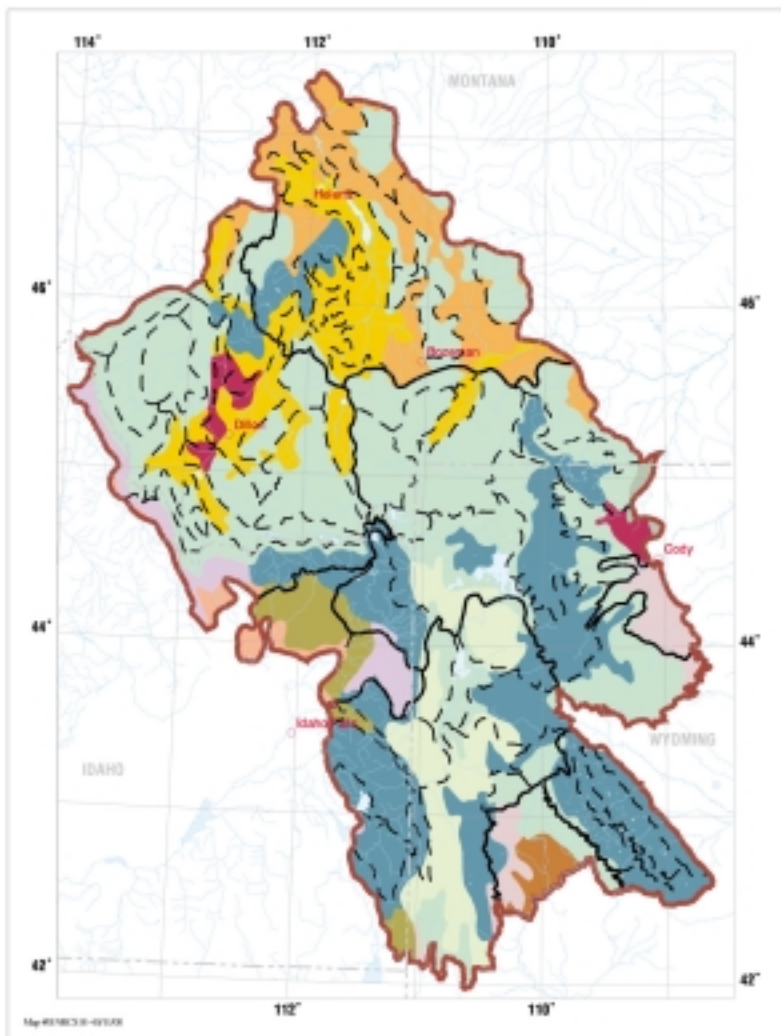 114°
112°
110°
MONTANA
Helena
46°
46°
Bozeman
Dillon
Cody
44°
44°
Idaho Falls
WYOMING
IDAHO
42°
42°
112°
110°